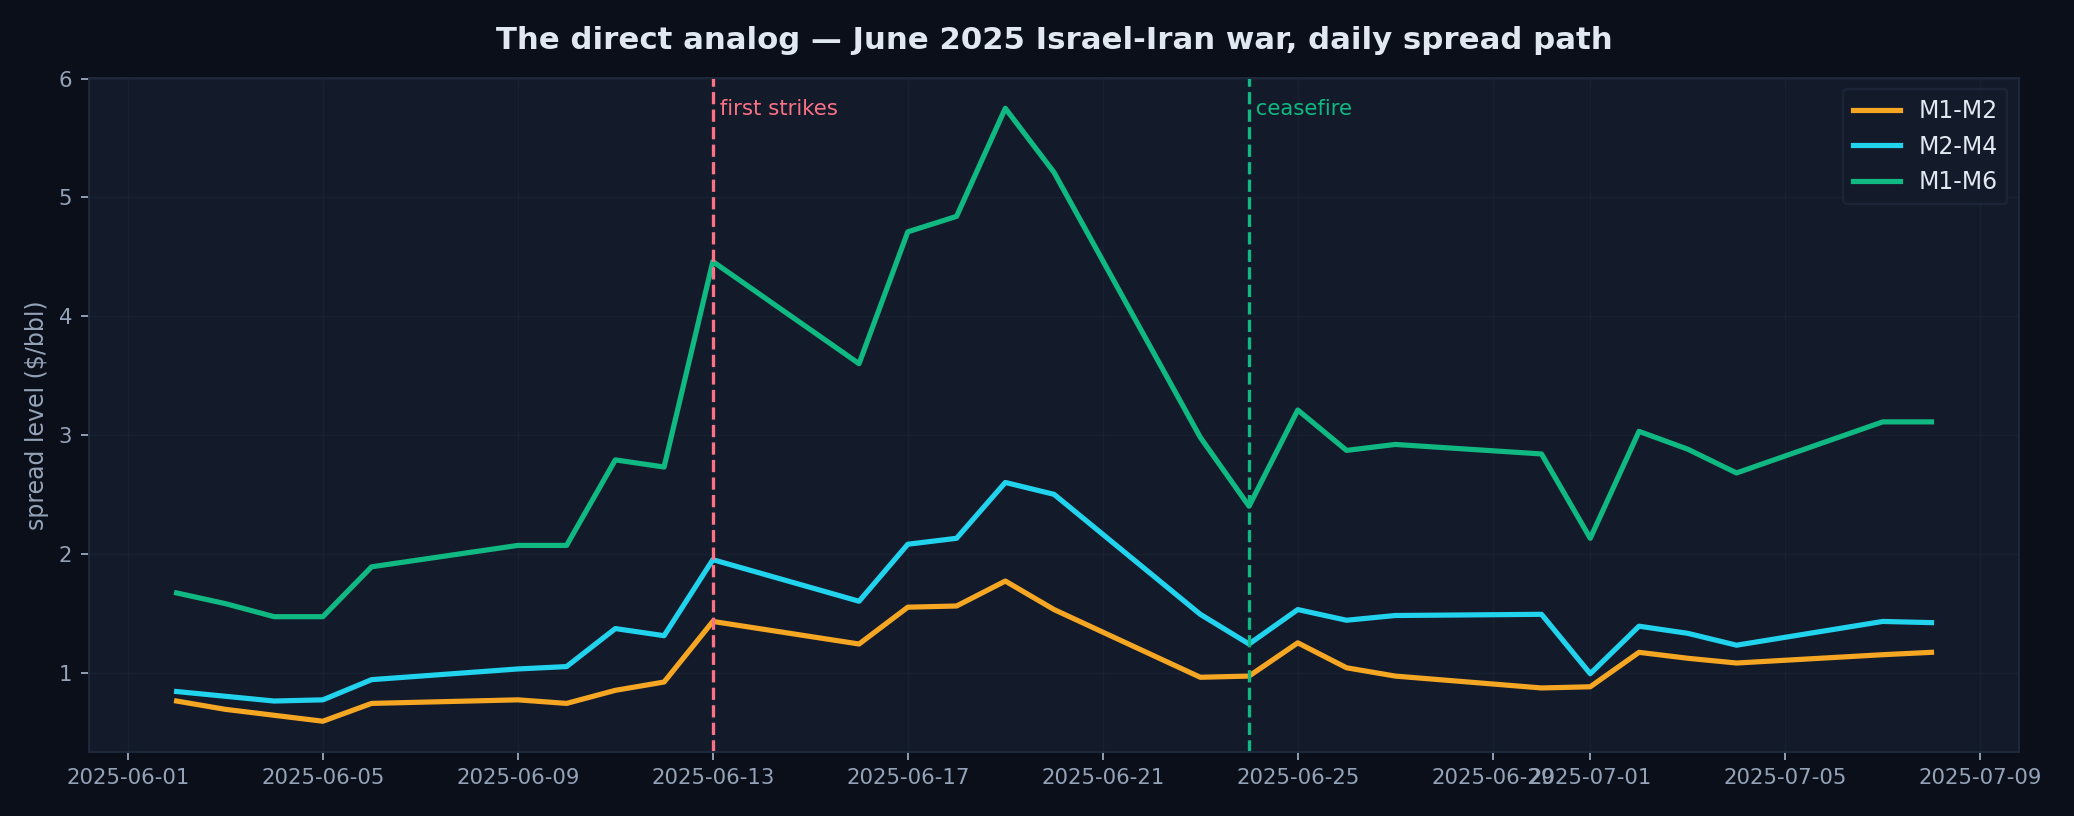 The direct analog — June 2025 Israel-Iran war, daily spread path
6
first strikes
ceasefire
M1-M2
M2-M4
M1-M6
5
4
3
2
1
spread level ($/bbl)
2025-06-01 2025-06-05 2025-06-09 2025-06-13 2025-06-17 2025-06-21 2025-06-25 2025-06-29 2025-07-01 2025-07-05 2025-07-09